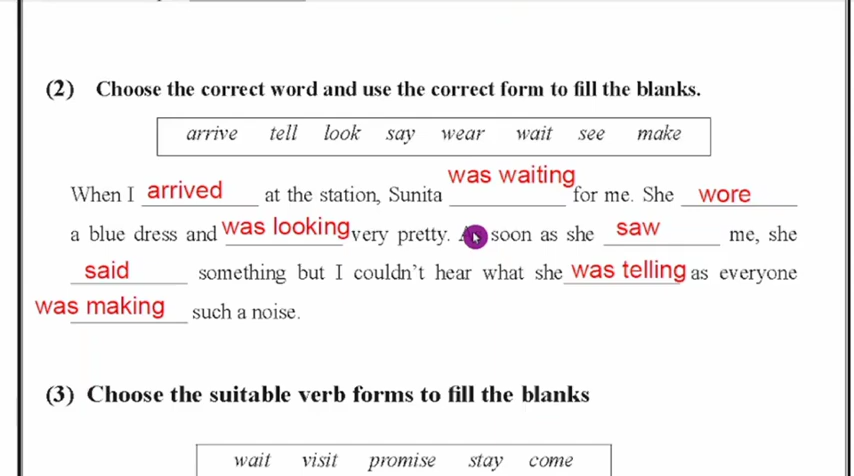 (2) Choose the correct word and use the correct form to fill the blanks.
arrive tell look say wear wait see make
When I arrived at the station, Sunita was waiting for me. She wore
a blue dress and was looking very pretty. As soon as she saw me, she
said something but I couldn't hear what she was telling as everyone
was making such a noise.
(3) Choose the suitable verb forms to fill the blanks
wait visit promise stay come